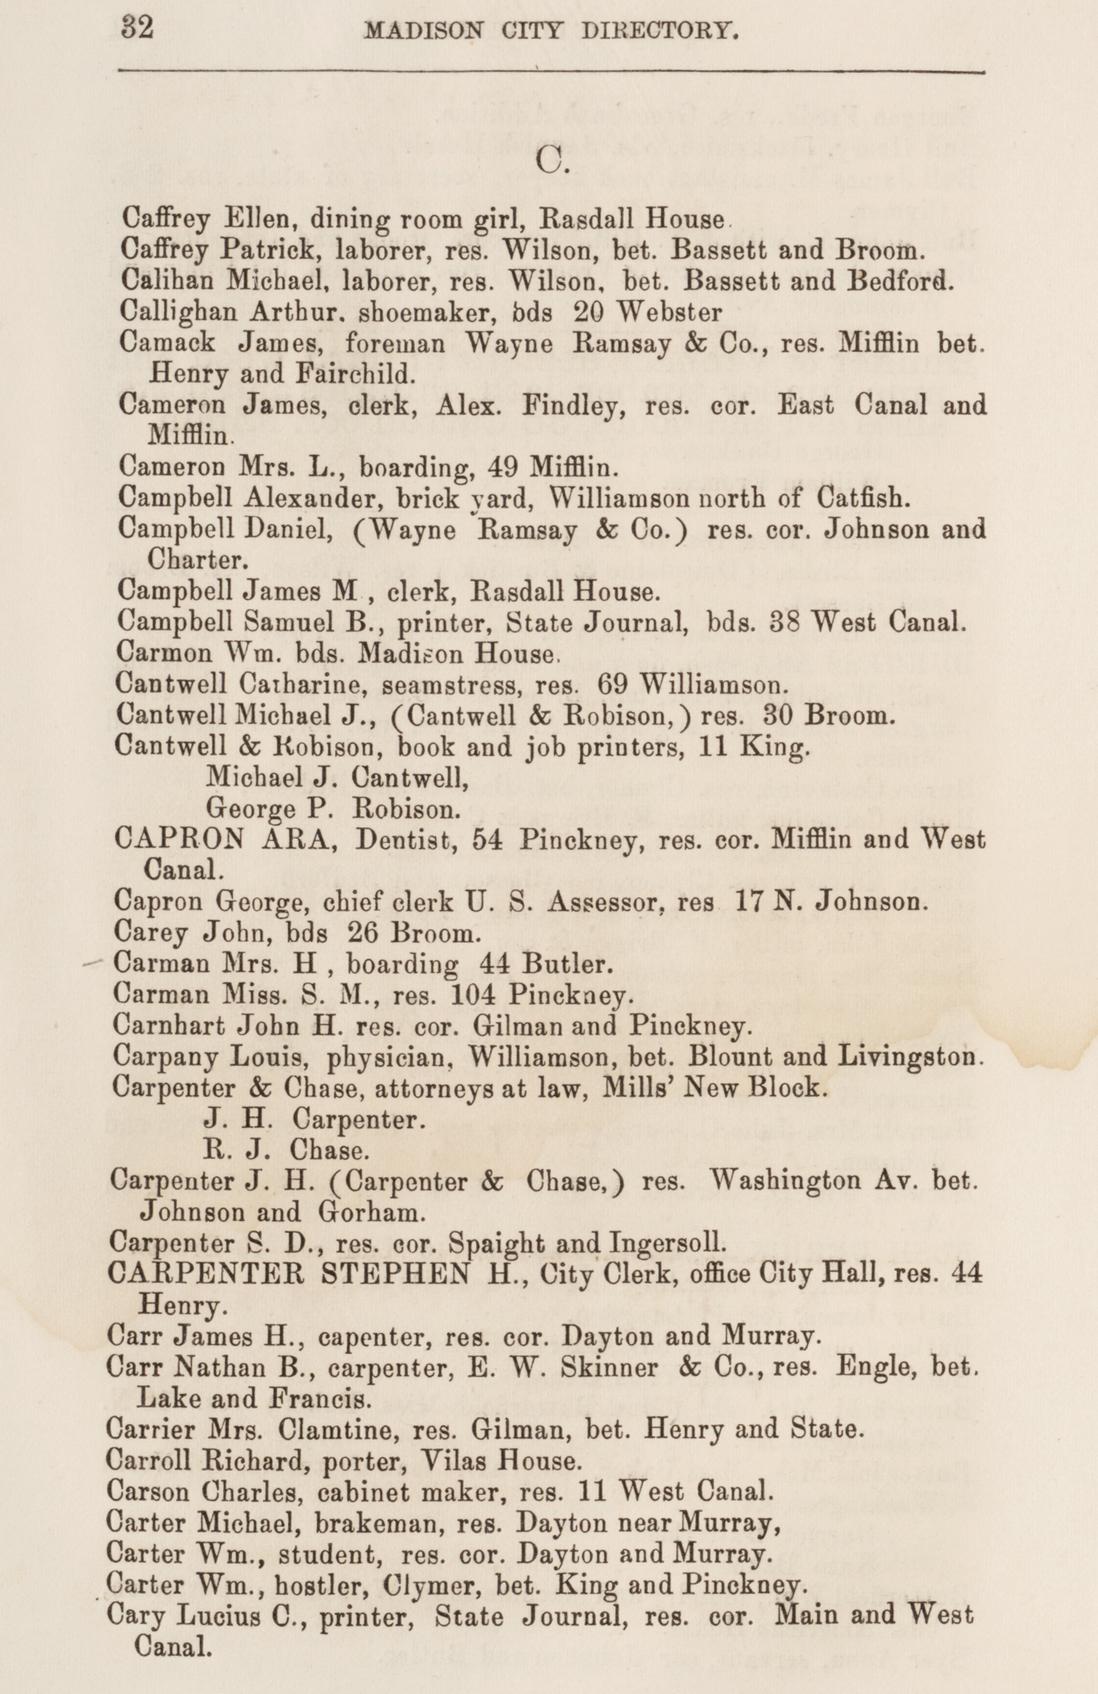 32 MADISON CITY DIRECTORY.
C.
Caffrey Ellen, dining room girl, Rasdall House.
Caffrey Patrick, laborer, res. Wilson, bet. Bassett and Broom.
Calihan Michael, laborer, res. Wilson, bet. Bassett and Bedford.
Callighan Arthur. shoemaker, bds 20 Webster
Camack James, foreman Wayne Ramsay & Co., res. Mifflin bet.
Henry and Fairchild.
Cameron James, clerk, Alex. Findley, res. cor. East Canal and
Mifflin.
Cameron Mrs. L., boarding, 49 Mifflin.
Campbell Alexander, brick yard, Williamson north of Catfish.
Campbell Daniel, (Wayne Ramsay & Co.) res. cor. Johnson and
Charter.
Campbell James M , clerk, Rasdall House.
Campbell Samuel B., printer, State Journal, bds. 38 West Canal.
Carmon Wm. bds. Madison House.
Cantwell Catharine, seamstress, res. 69 Williamson.
Cantwell Michael J., (Cantwell & Robison,) res. 30 Broom.
Cantwell & Robison, book and job printers, 11 King.
Michael J. Cantwell,
George P. Robison.
CAPRON ARA, Dentist, 54 Pinckney, res. cor. Mifflin and West
Canal.
Capron George, chief clerk U. S. Assessor, res 17 N. Johnson.
Carey John, bds 26 Broom.
Carman Mrs. H , boarding 44 Butler.
Carman Miss. S. M., res. 104 Pinckney.
Carnhart John H. res. cor. Gilman and Pinckney.
Carpany Louis, physician, Williamson, bet. Blount and Livingston.
Carpenter & Chase, attorneys at law, Mills' New Block.
J. H. Carpenter.
R. J. Chase.
Carpenter J. H. (Carpenter & Chase,) res. Washington Av. bet.
Johnson and Gorham.
Carpenter S. D., res. cor. Spaight and Ingersoll.
CARPENTER STEPHEN H., City Clerk, office City Hall, res. 44
Henry.
Carr James H., capenter, res. cor. Dayton and Murray.
Carr Nathan B., carpenter, E. W. Skinner & Co., res. Engle, bet.
Lake and Francis.
Carrier Mrs. Clamtine, res. Gilman, bet. Henry and State.
Carroll Richard, porter, Vilas House.
Carson Charles, cabinet maker, res. 11 West Canal.
Carter Michael, brakeman, res. Dayton near Murray,
Carter Wm., student, res. cor. Dayton and Murray.
Carter Wm., hostler, Clymer, bet. King and Pinckney.
Cary Lucius C., printer, State Journal, res. cor. Main and West
Canal.